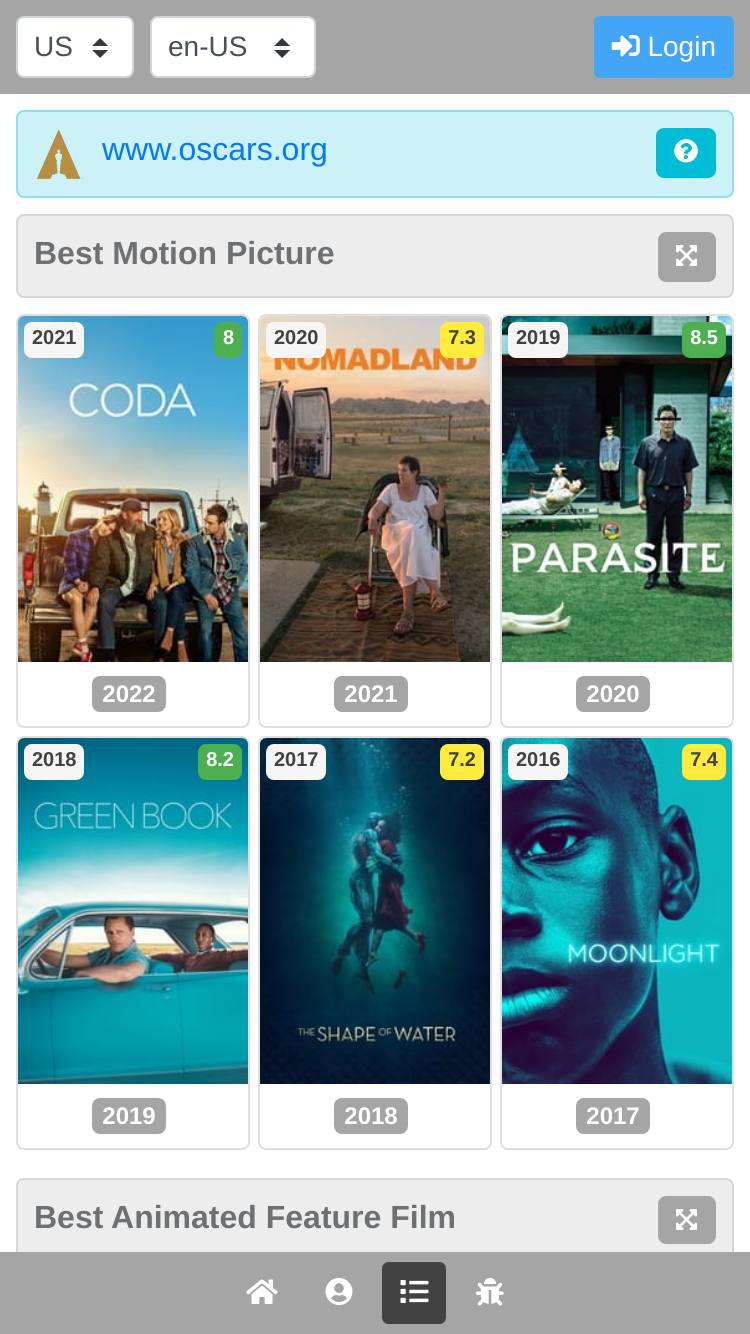 US en-US Login
www.oscars.org
Best Motion Picture
2021 8 2020 7.3 2019 8.5
CODA
NOMADLAND
PARASITE
2022 2021 2020
2018 8.2 2017 7.2 2016 7.4
GREEN BOOK
MOONLIGHT
THE SHAPE OF WATER
2019 2018 2017
Best Animated Feature Film